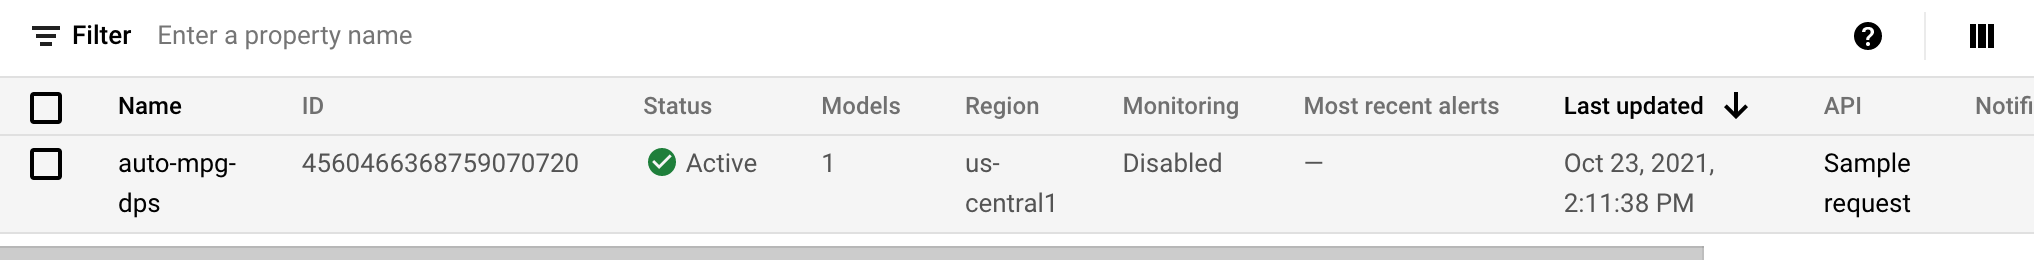 Filter Enter a property name
Name ID Status Models Region Monitoring Most recent alerts Last updated API Notifi
auto-mpg- 4560466368759070720 Active 1 us- Disabled — Oct 23, 2021, Sample
dps central1 2:11:38 PM request